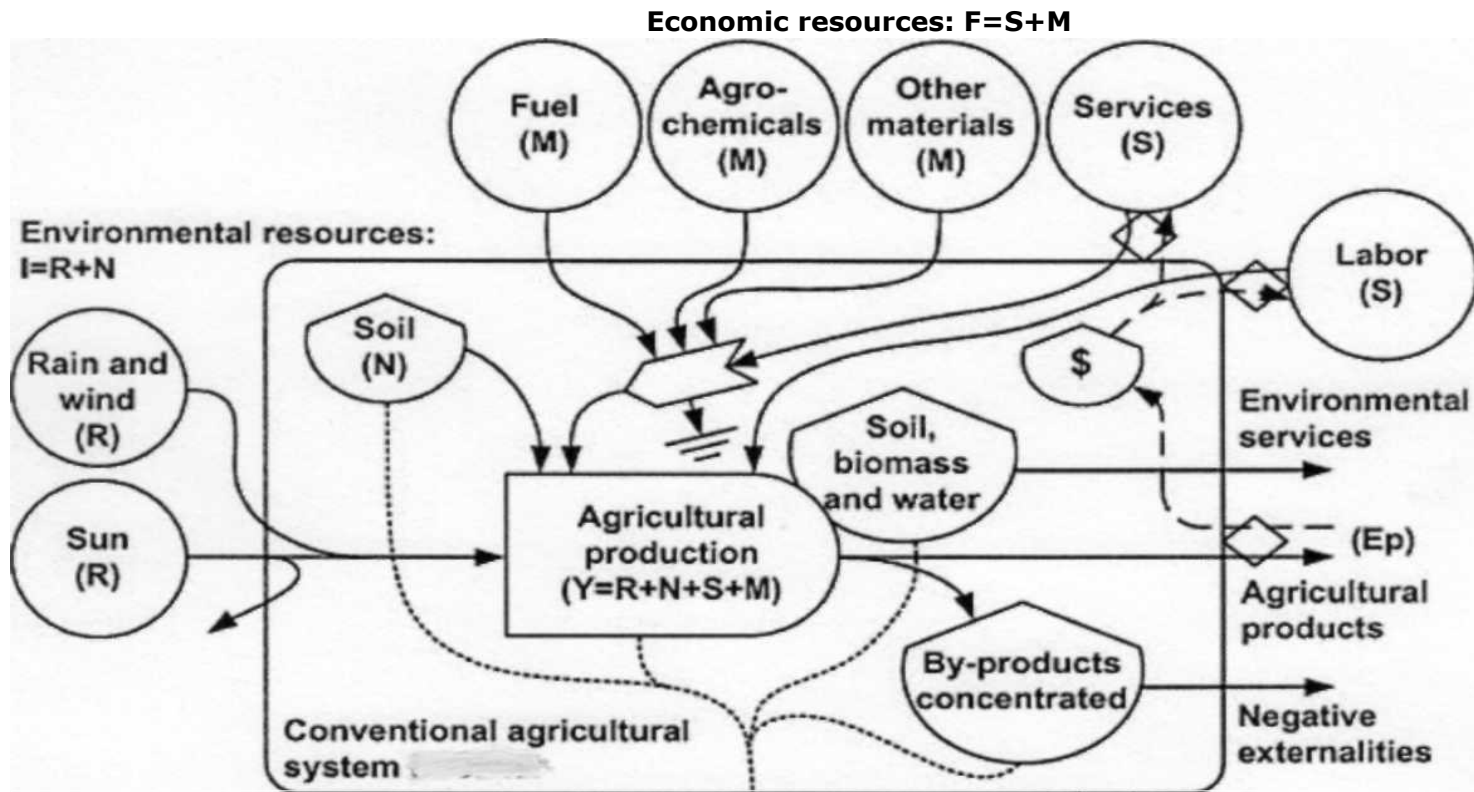 Economic resources: F=S+M
Fuel
(M)
Agro-
chemicals
(M)
Other
materials
(M)
Services
(S)
Labor
(S)
Environmental resources:
I=R+N
Rain and
wind
(R)
Sun
(R)
Soil
(N)
$
Soil,
biomass
and water
Environmental
services
Agricultural
production
(Y=R+N+S+M)
(Ep)
Agricultural
products
By-products
concentrated
Negative
externalities
Conventional agricultural
system